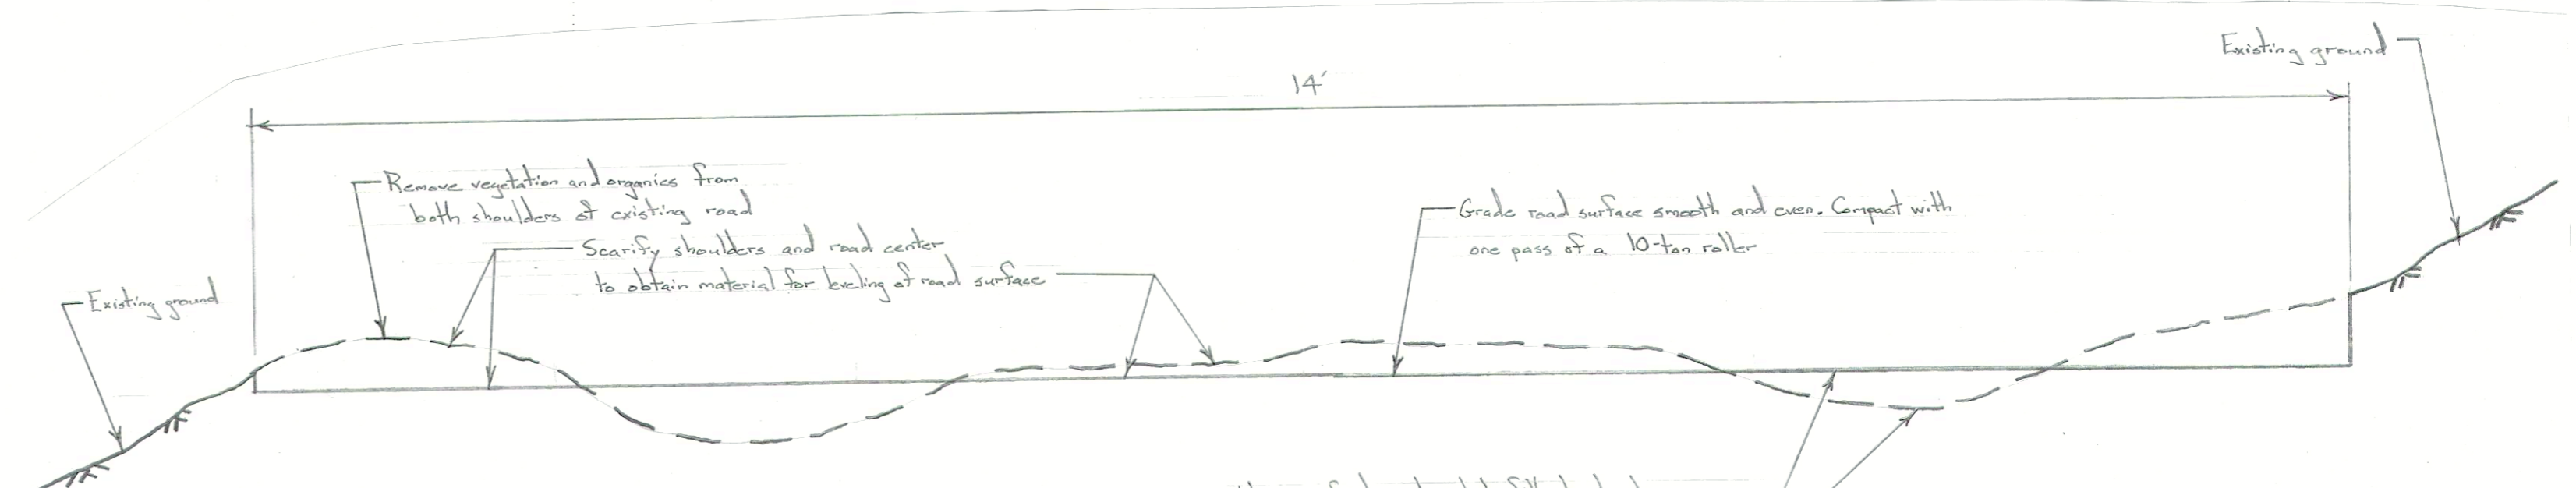 Existing ground
14'
Remove vegetation and organics from
both shoulders of existing road
Scarify shoulders and road center
to obtain material for leveling of road surface
Grade road surface smooth and even. Compact with
one pass of a 10-ton roller
Existing ground